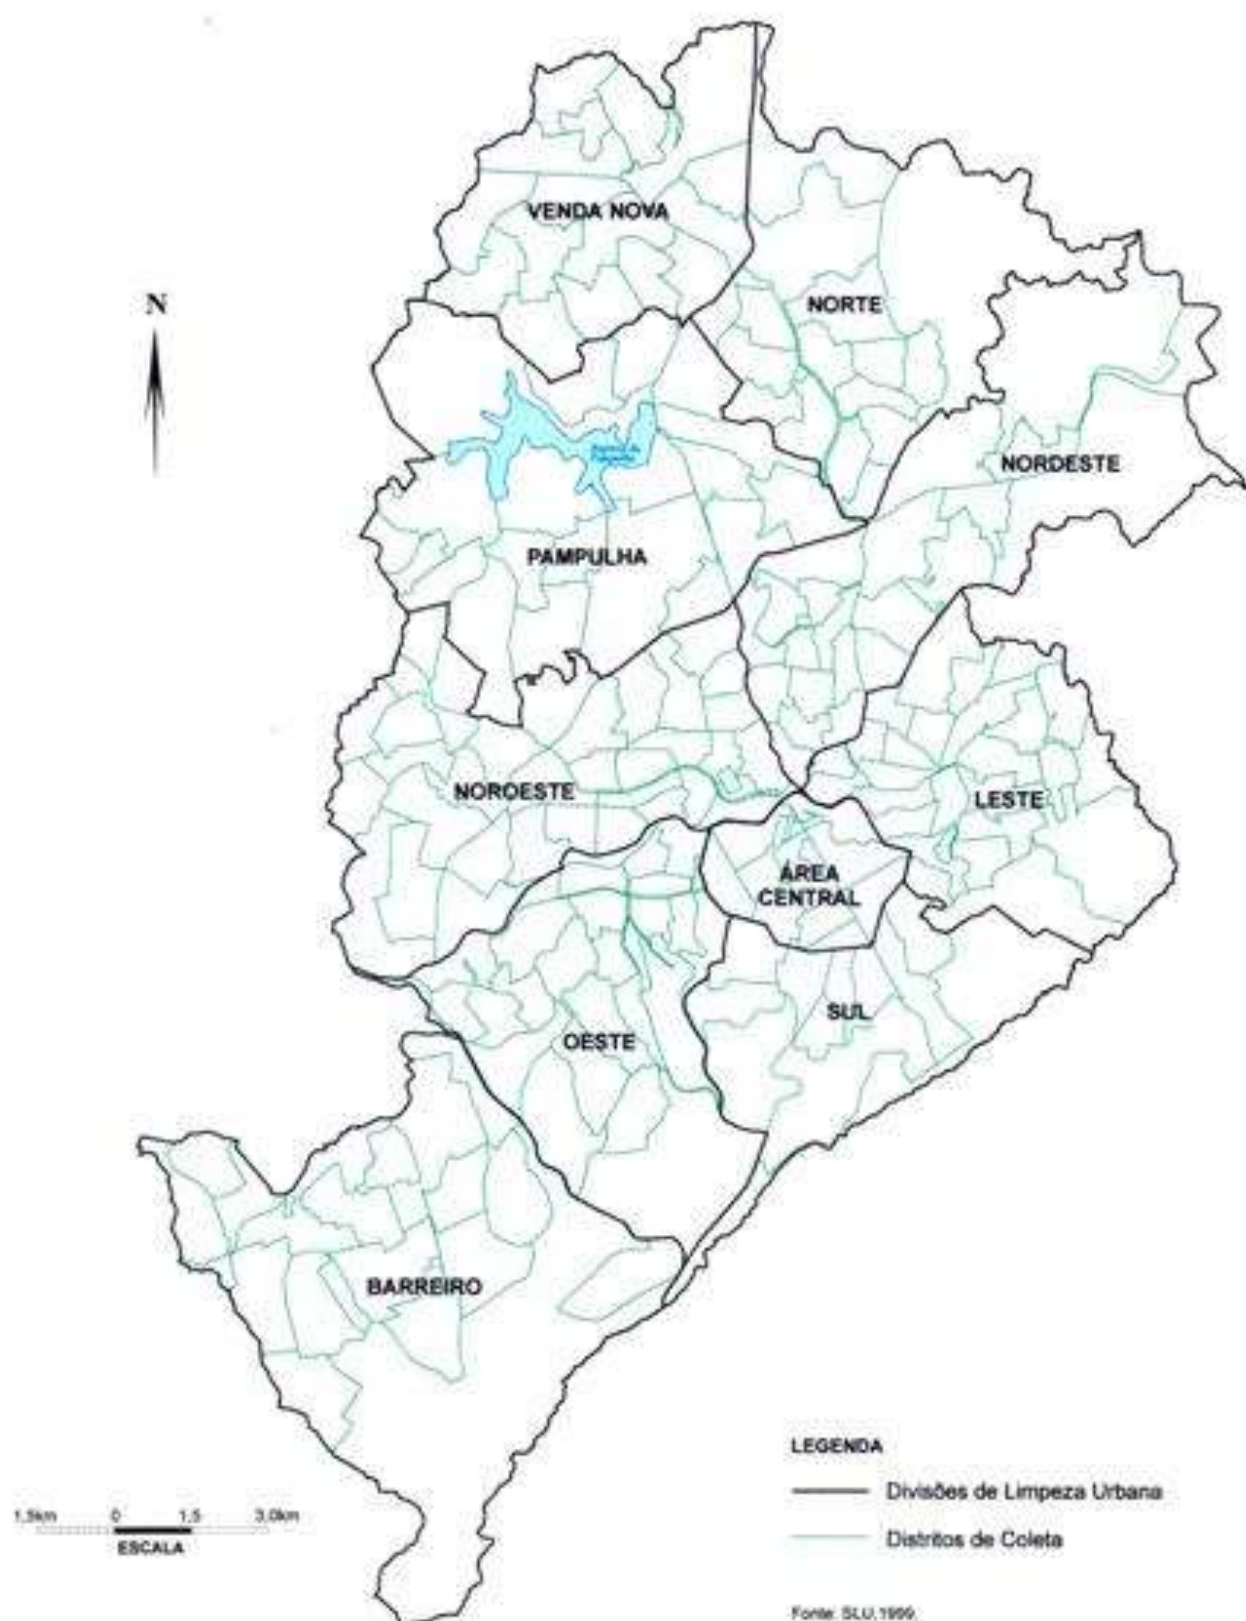 VENDA NOVA
N
NORTE
NORDESTE
PAMPULHA
NOROESTE
LESTE
ÁREA
CENTRAL
SUL
OESTE
BARREIRO
LEGENDA
Divisões de Limpeza Urbana
Distritos de Coleta
1,5km 0 1,5 3,0km
ESCALA
Fonte: SLU,1999.